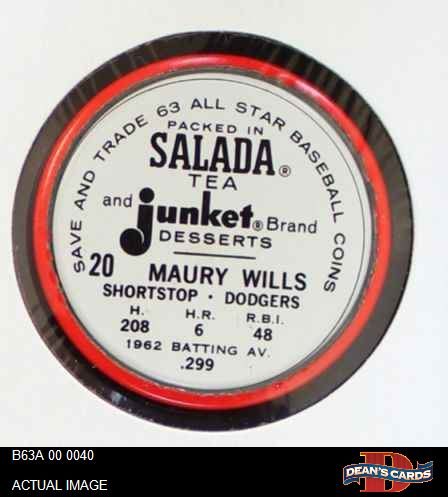 SAVE AND TRADE 63 ALL STAR BASEBALL COINS
PACKED IN
SALADA®
TEA
and junket® Brand
DESSERTS
20 MAURY WILLS
SHORTSTOP · DODGERS
H. H.R. R.B.I.
208 6 48
1962 BATTING AV.
.299
B63A 00 0040
ACTUAL IMAGE
D
DEAN'S CARDS